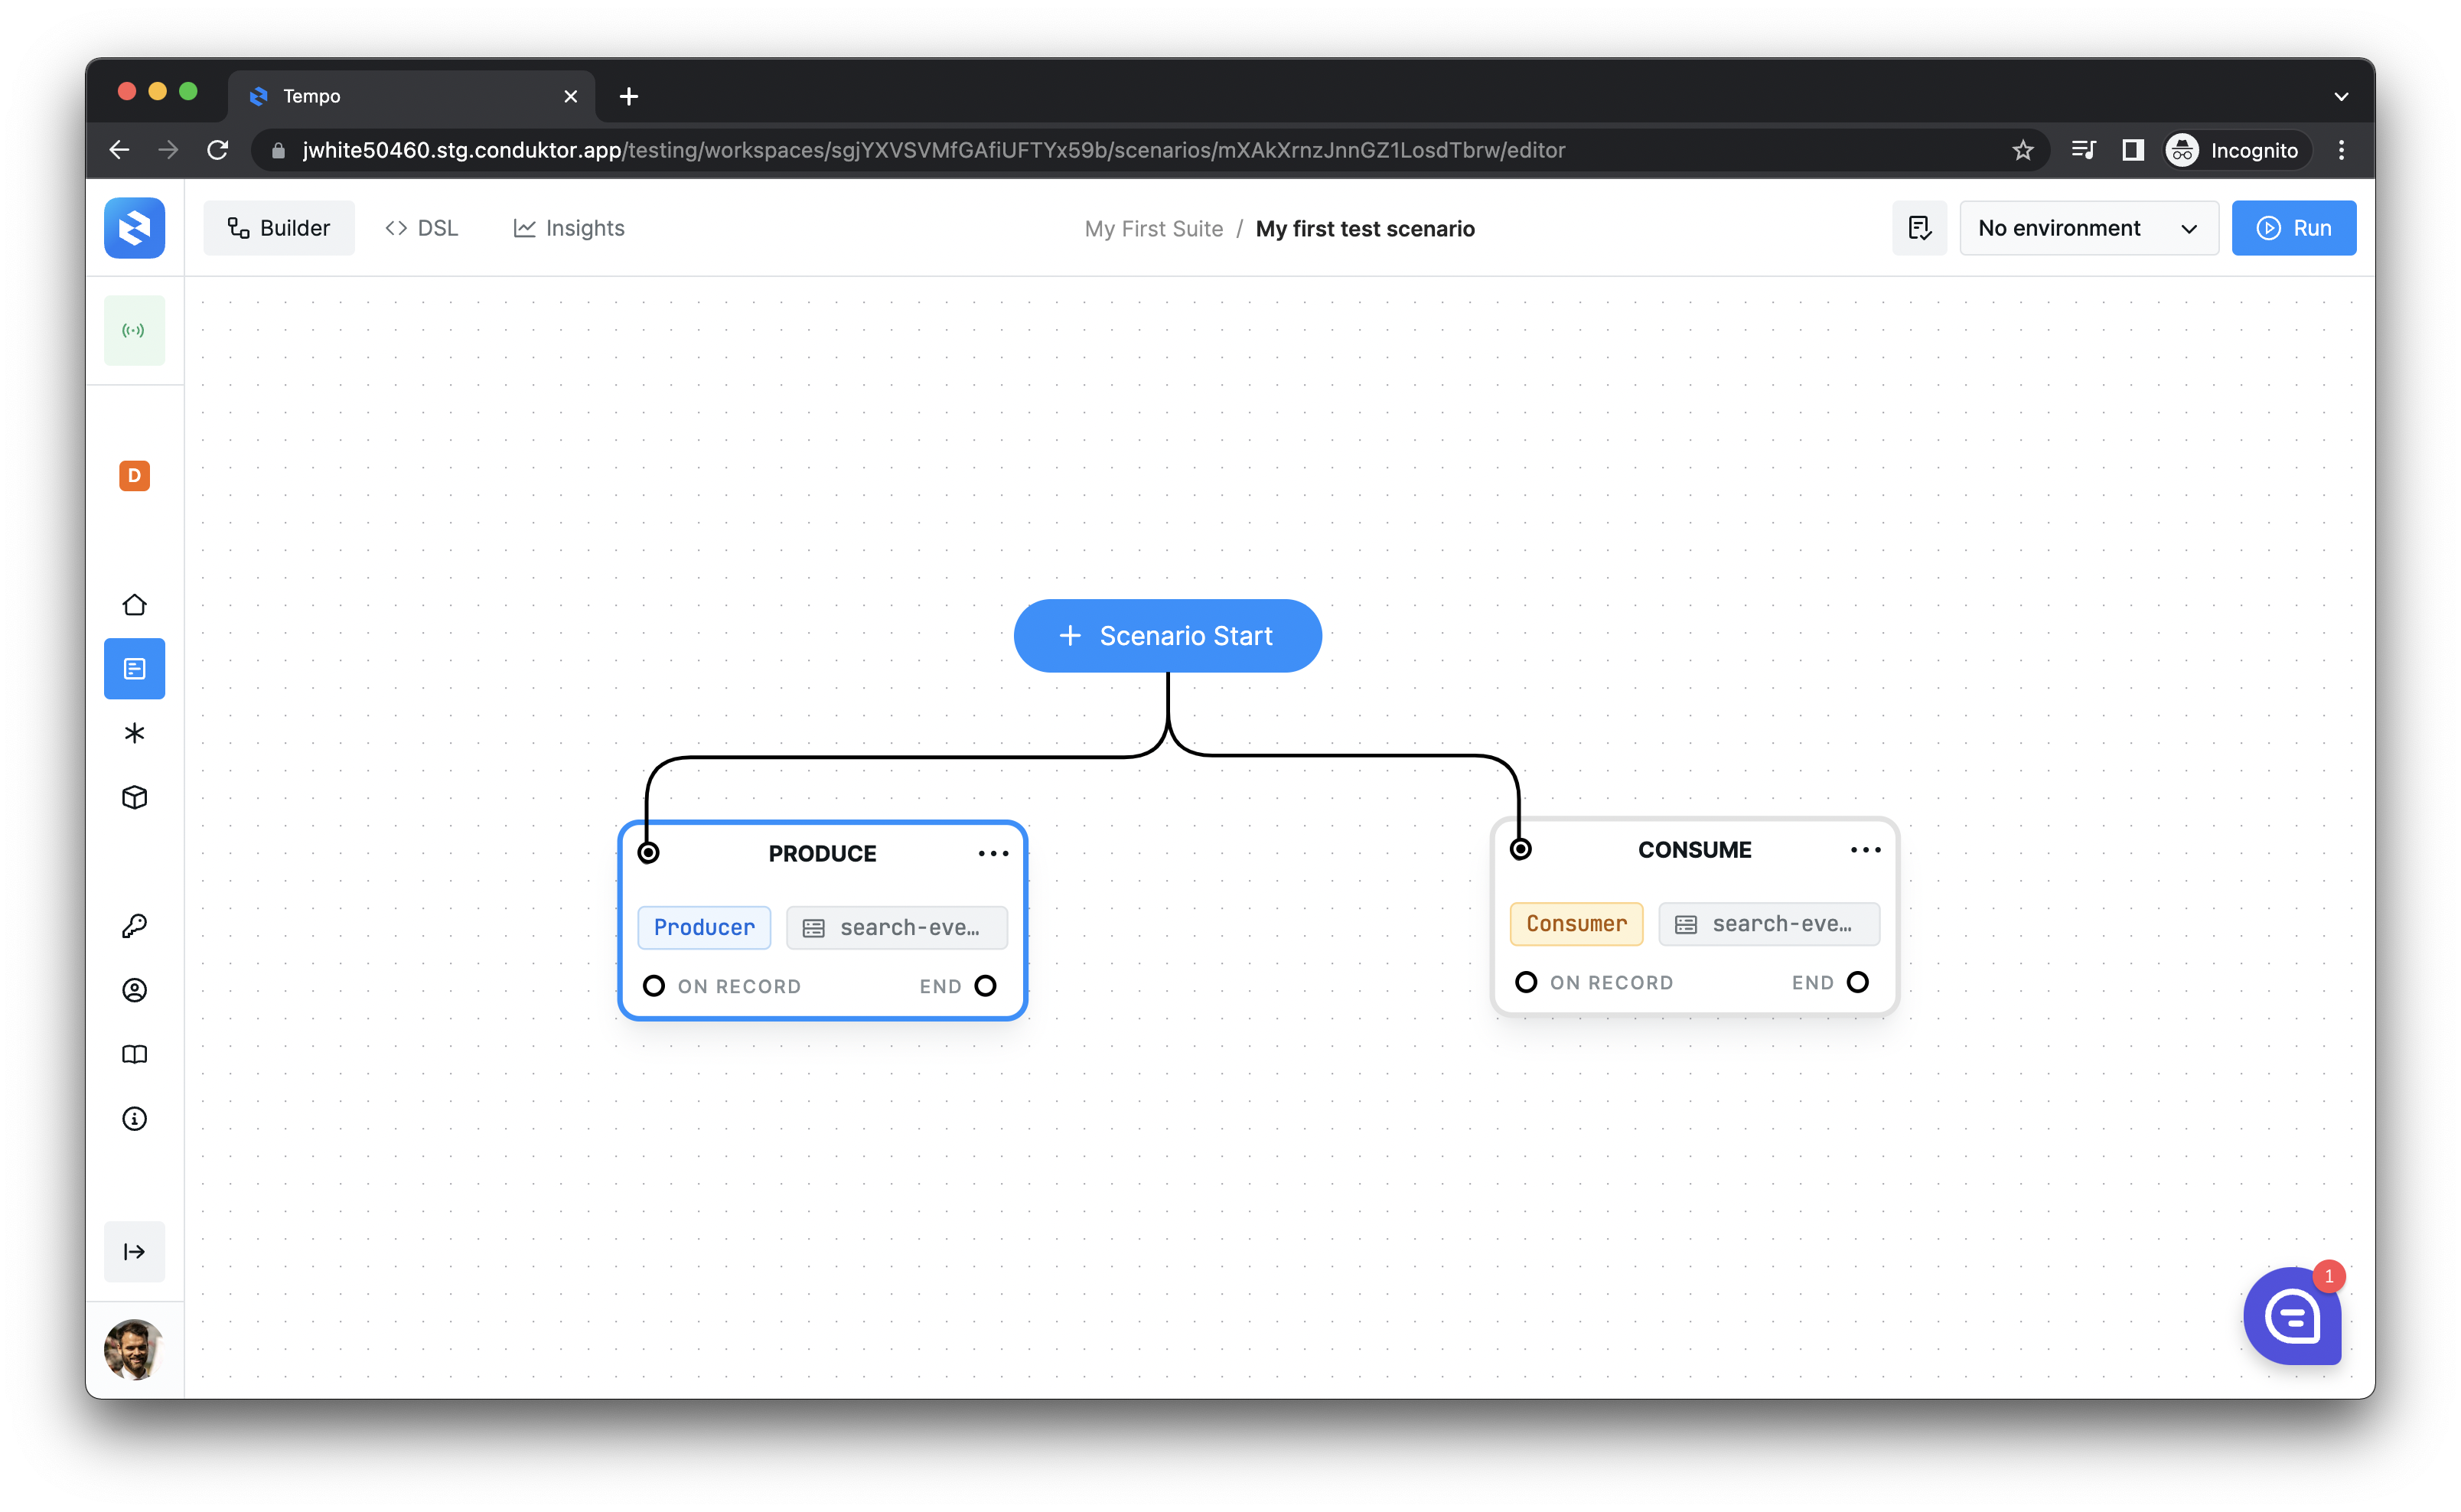 Tempo
jwhite50460.stg.conduktor.app/testing/workspaces/sgjYXVSVMfGAfiUFTYx59b/scenarios/mXAkXrnzJnnGZ1LosdTbrw/editor
Incognito
Builder
DSL
Insights
My First Suite / My first test scenario
No environment
Run
D
Scenario Start
PRODUCE
Producer
search-eve…
ON RECORD
END
CONSUME
Consumer
search-eve…
ON RECORD
END
1